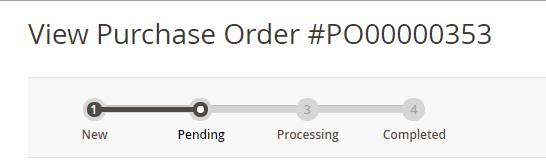 View Purchase Order #PO00000353
1 3 4
New Pending Processing Completed